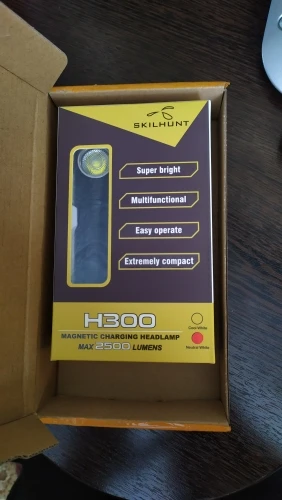 SKILHUNT
Super bright
Multifunctional
Easy operate
Extremely compact
H300
Cool White
MAGNETIC CHARGING HEADLAMP
MAX 2500 LUMENS
Neutral White